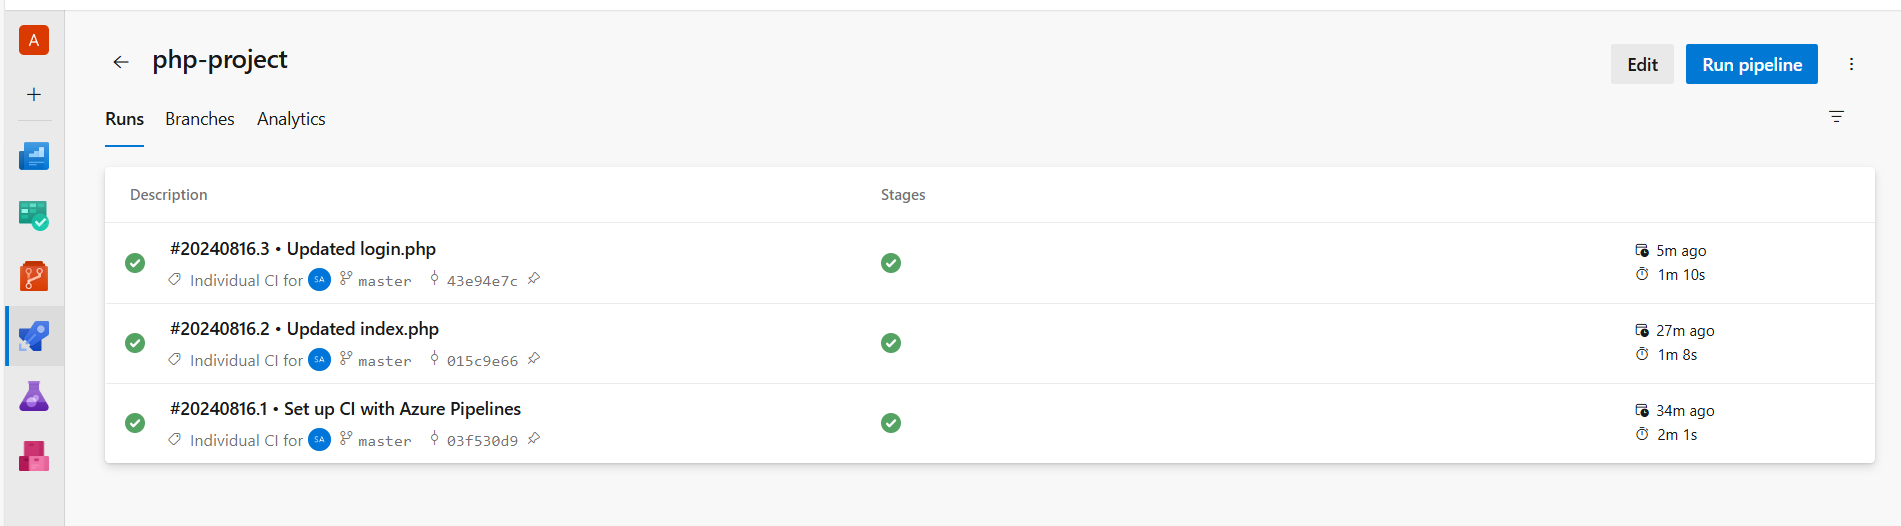 A
php-project
Edit
Run pipeline
Runs
Branches
Analytics
Description
Stages
#20240816.3 • Updated login.php
5m ago
Individual CI for SA master 43e94e7c
1m 10s
#20240816.2 • Updated index.php
27m ago
Individual CI for SA master 015c9e66
1m 8s
#20240816.1 • Set up CI with Azure Pipelines
34m ago
Individual CI for SA master 03f530d9
2m 1s